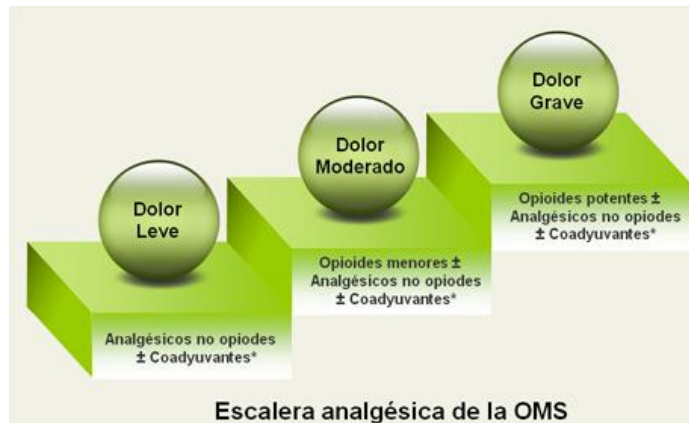 Dolor
Grave
Dolor
Moderado
Dolor
Leve
Opioides potentes ±
Analgésicos no opiodes
± Coadyuvantes*
Opioides menores ±
Analgésicos no opiodes
± Coadyuvantes*
Analgésicos no opiodes
± Coadyuvantes*
Escalera analgésica de la OMS